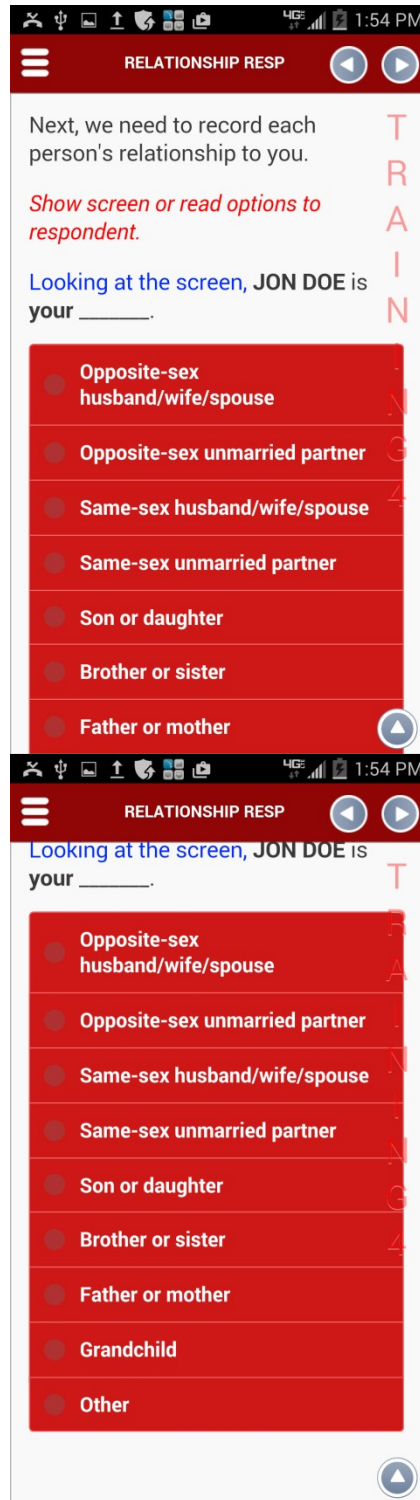 4GE 1:54 PM
RELATIONSHIP RESP
Next, we need to record each
person's relationship to you.
Show screen or read options to
respondent.
Looking at the screen, JON DOE is
your _______.
Opposite-sex
husband/wife/spouse
Opposite-sex unmarried partner
Same-sex husband/wife/spouse
Same-sex unmarried partner
Son or daughter
Brother or sister
Father or mother
TRAINING4
4GE 1:54 PM
RELATIONSHIP RESP
Looking at the screen, JON DOE is
your _______.
Opposite-sex
husband/wife/spouse
Opposite-sex unmarried partner
Same-sex husband/wife/spouse
Same-sex unmarried partner
Son or daughter
Brother or sister
Father or mother
Grandchild
Other
TRAINING4